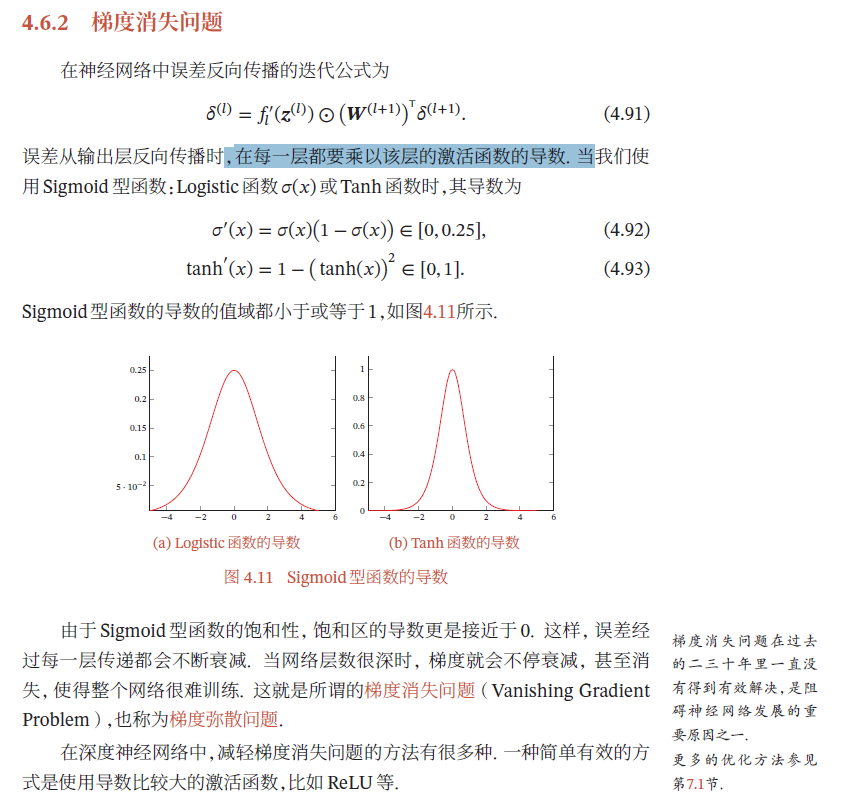 4.6.2 梯度消失问题
在神经网络中误差反向传播的迭代公式为
δ⁽ˡ⁾ = fₗ′(z⁽ˡ⁾) ⊙ (W⁽ˡ⁺¹⁾)ᵀδ⁽ˡ⁺¹⁾. (4.91)
误差从输出层反向传播时,在每一层都要乘以该层的激活函数的导数. 当我们使
用 Sigmoid 型函数:Logistic 函数 σ(x) 或 Tanh 函数时,其导数为
σ′(x) = σ(x)(1 − σ(x)) ∈ [0, 0.25], (4.92)
tanh′(x) = 1 − (tanh(x))² ∈ [0, 1]. (4.93)
Sigmoid 型函数的导数的值域都小于或等于 1,如图4.11所示.
0.25
0.2
0.15
0.1
5 · 10⁻²
−4 −2 0 2 4 6
1
0.8
0.6
0.4
0.2
0
−4 −2 0 2 4 6
(a) Logistic 函数的导数
(b) Tanh 函数的导数
图 4.11 Sigmoid 型函数的导数
由于 Sigmoid 型函数的饱和性, 饱和区的导数更是接近于 0. 这样, 误差经
过每一层传递都会不断衰减. 当网络层数很深时, 梯度就会不停衰减, 甚至消
失, 使得整个网络很难训练. 这就是所谓的梯度消失问题(Vanishing Gradient
Problem),也称为梯度弥散问题.
在深度神经网络中,减轻梯度消失问题的方法有很多种. 一种简单有效的方
式是使用导数比较大的激活函数,比如 ReLU 等.
梯度消失问题在过去
的二三十年里一直没
有得到有效解决,是阻
碍神经网络发展的重
要原因之一.
更多的优化方法参见
第7.1节.